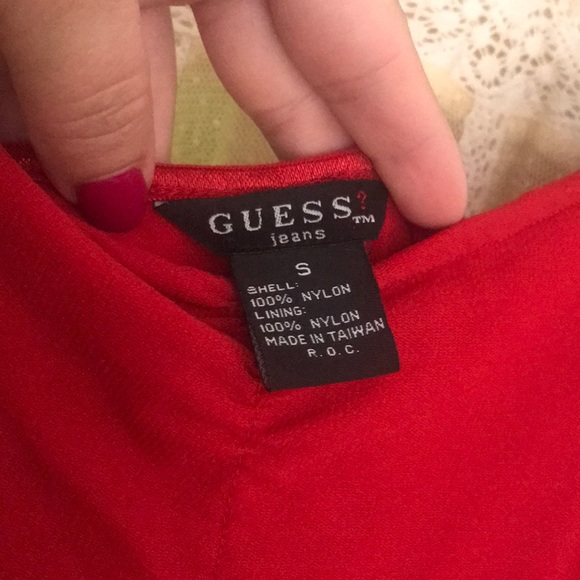 GUESS?™
jeans
S
SHELL:
100% NYLON
LINING:
100% NYLON
MADE IN TAIWAN
R.O.C.